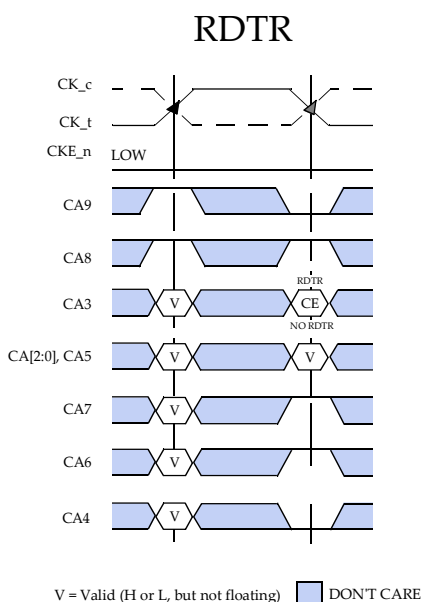 RDTR
CK_c
CK_t
CKE_n LOW
CA9
CA8
RDTR
CA3 V CE
NO RDTR
CA[2:0], CA5 V V
CA7 V
CA6 V
CA4 V
V = Valid (H or L, but not floating) DON'T CARE